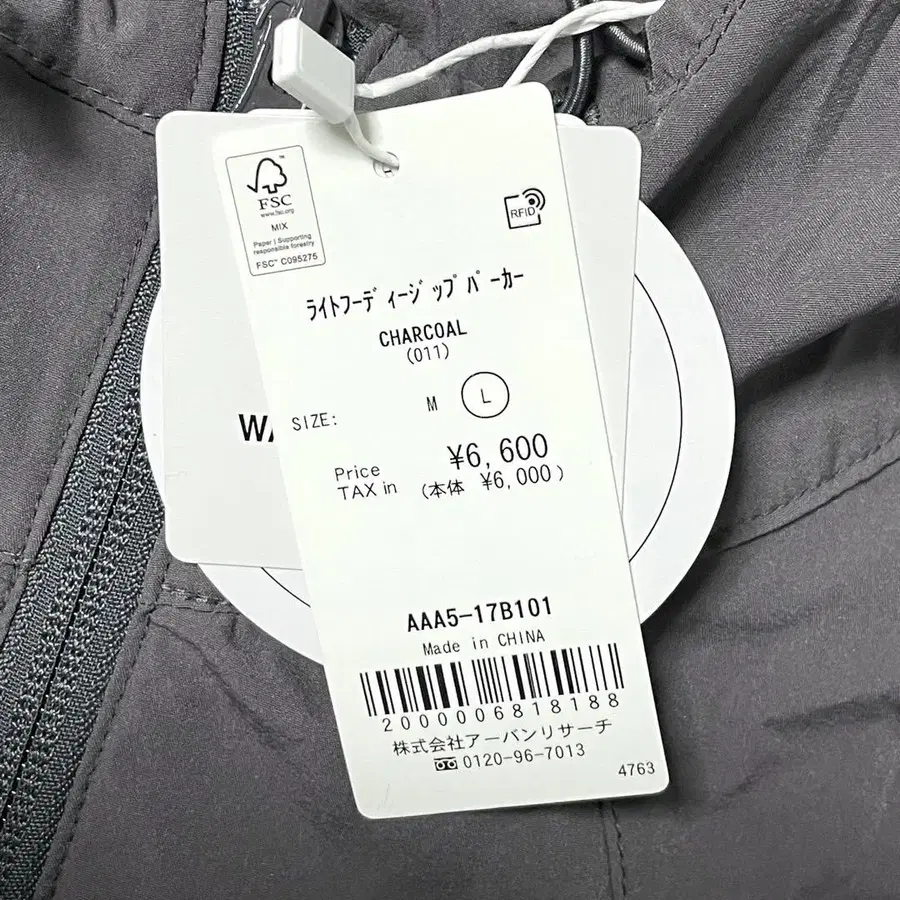 FSC
www.fsc.org
MIX
Paper | Supporting
responsible forestry
FSC™ C095275
RFID
ライトフーディージップパーカー
CHARCOAL
(011)
SIZE: M L
Price ¥6,600
TAX in (本体 ¥6,000)
AAA5-17B101
Made in CHINA
2000006818188
株式会社アーバンリサーチ
0120-96-7013
4763